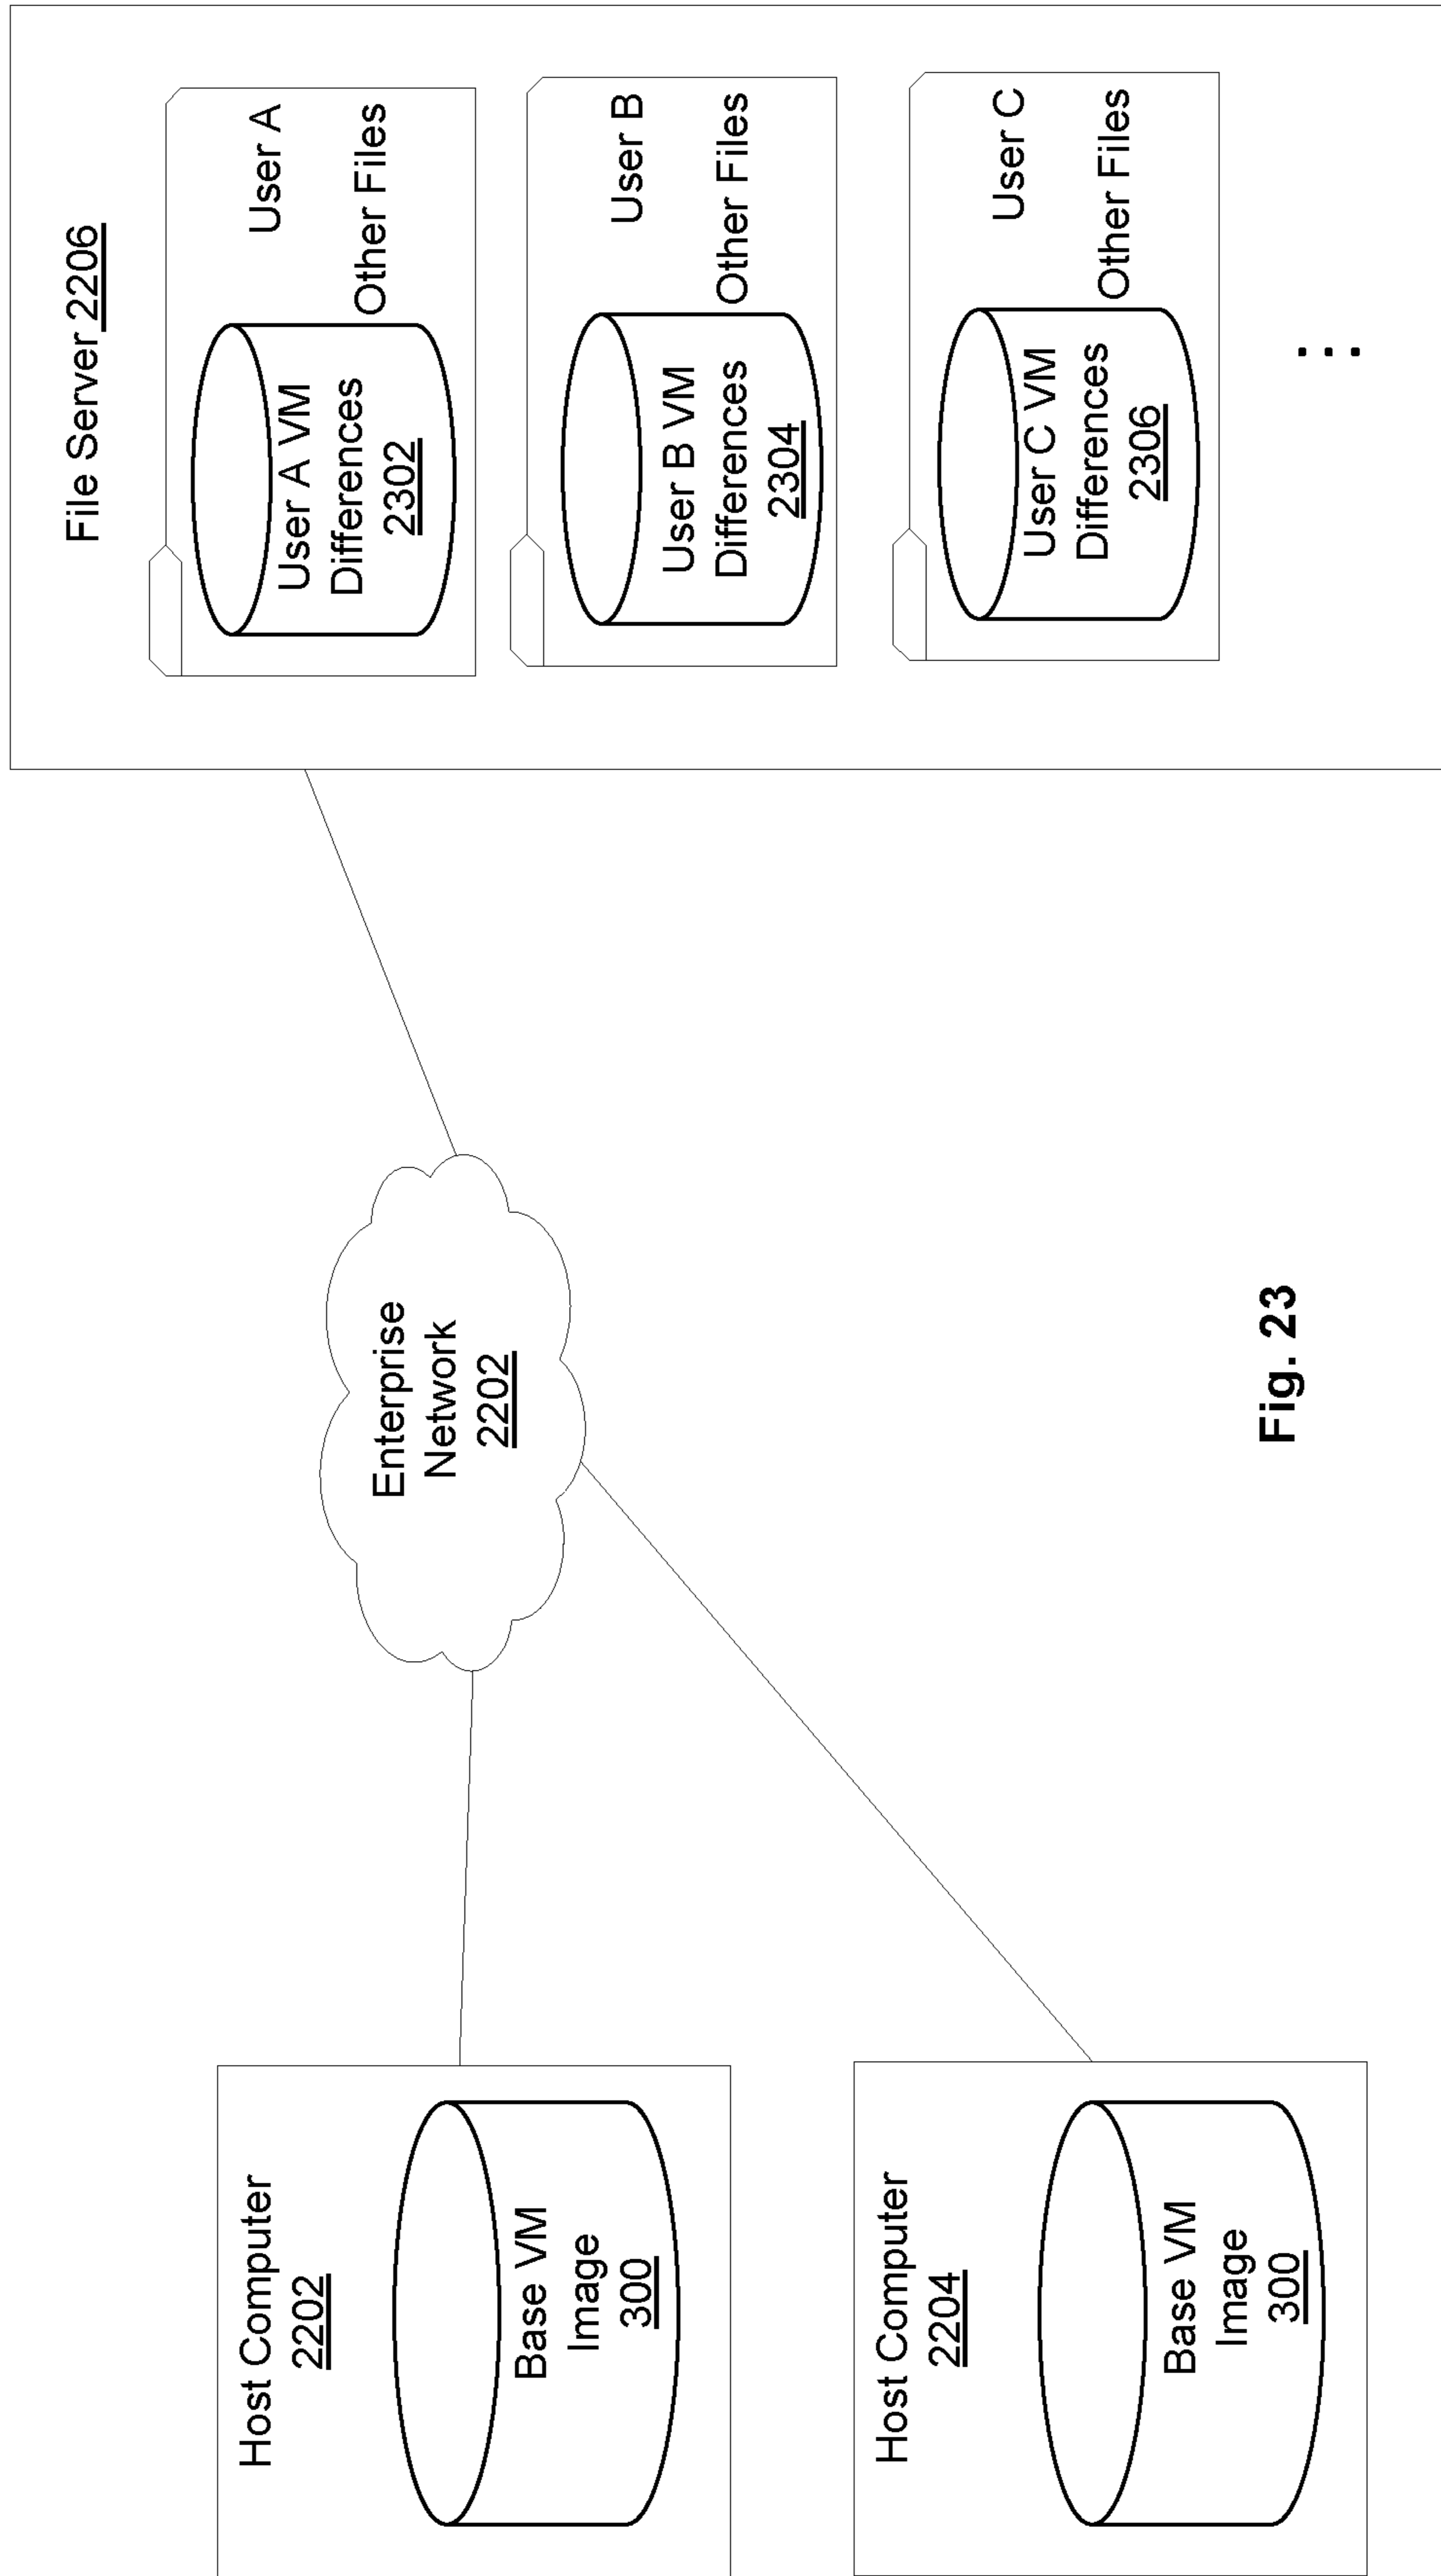 Host Computer
2202
Base VM
Image
300
Host Computer
2204
Base VM
Image
300
Enterprise
Network
2202
File Server 2206
User A VM
Differences
2302
User A
Other Files
User B VM
Differences
2304
User B
Other Files
User C VM
Differences
2306
User C
Other Files
...
Fig. 23